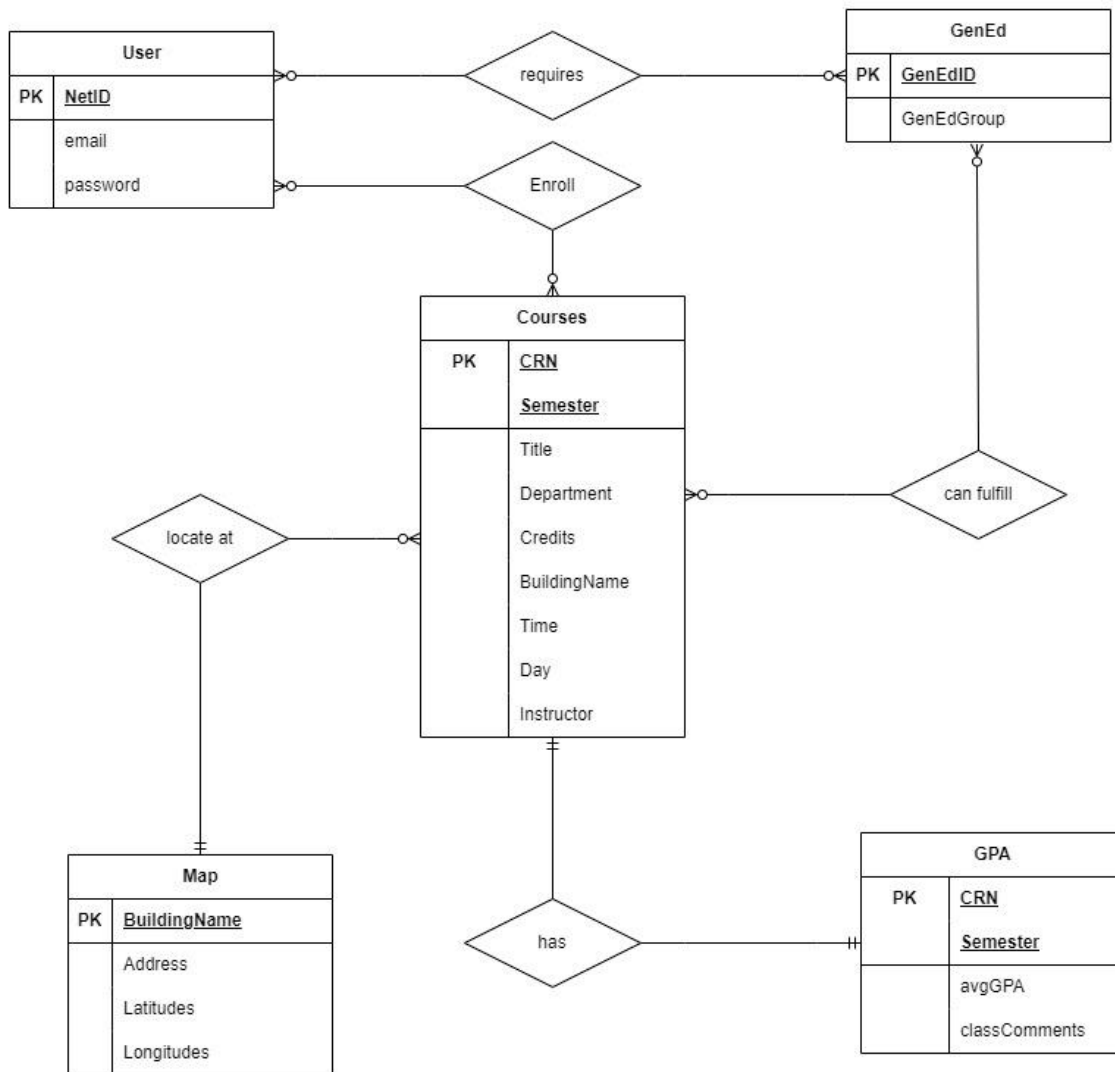 User
PK NetID
email
password
requires
GenEd
PK GenEdID
GenEdGroup
Enroll
Courses
PK CRN
Semester
Title
Department
Credits
BuildingName
Time
Day
Instructor
can fulfill
locate at
Map
PK BuildingName
Address
Latitudes
Longitudes
has
GPA
PK CRN
Semester
avgGPA
classComments